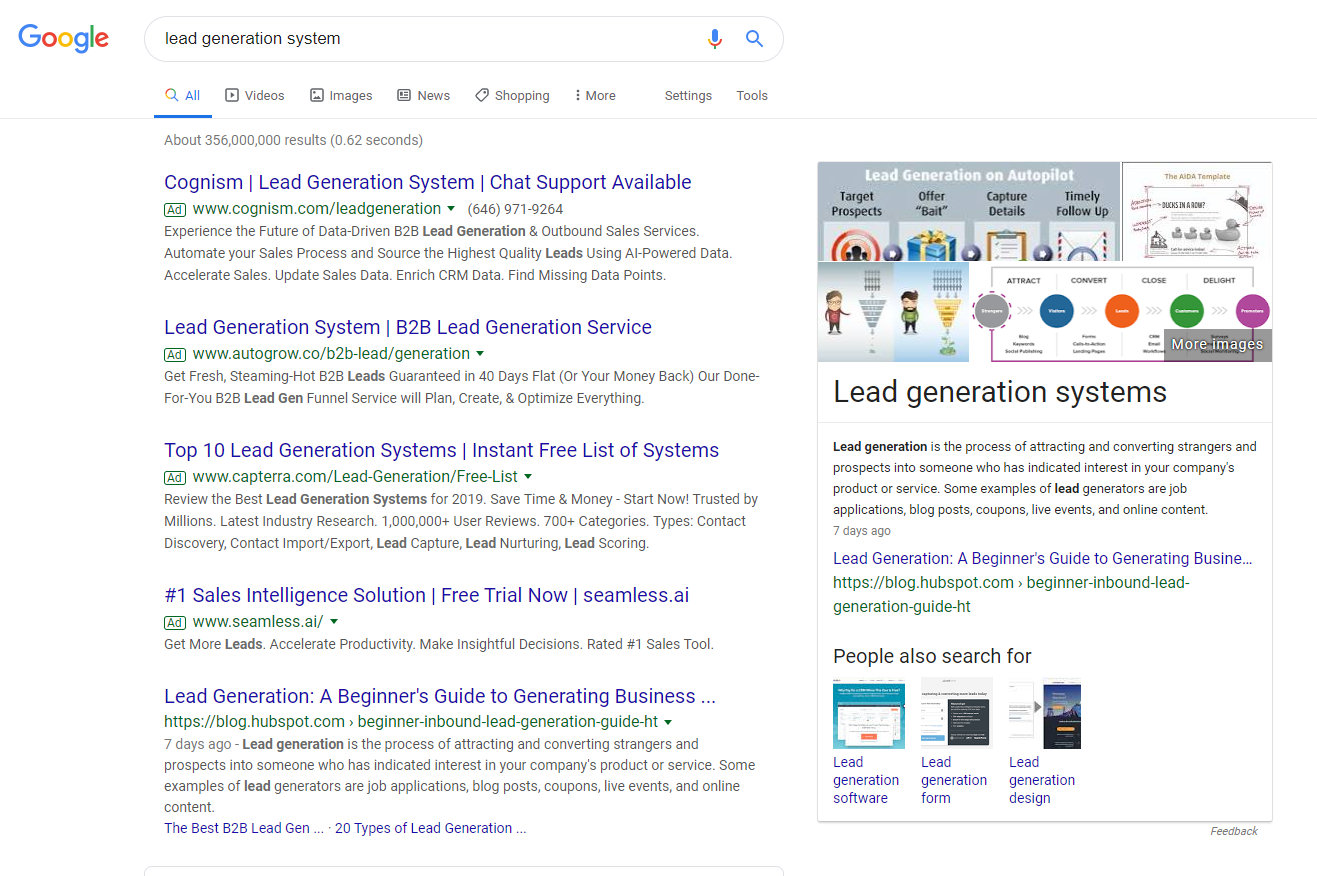 Google
lead generation system
All
Videos
Images
News
Shopping
More
Settings
Tools
About 356,000,000 results (0.62 seconds)
Cognism | Lead Generation System | Chat Support Available
Ad www.cognism.com/leadgeneration (646) 971-9264
Experience the Future of Data-Driven B2B Lead Generation & Outbound Sales Services.
Automate your Sales Process and Source the Highest Quality Leads Using AI-Powered Data.
Accelerate Sales. Update Sales Data. Enrich CRM Data. Find Missing Data Points.
Lead Generation System | B2B Lead Generation Service
Ad www.autogrow.co/b2b-lead/generation
Get Fresh, Steaming-Hot B2B Leads Guaranteed in 40 Days Flat (Or Your Money Back) Our Done-
For-You B2B Lead Gen Funnel Service will Plan, Create, & Optimize Everything.
Top 10 Lead Generation Systems | Instant Free List of Systems
Ad www.capterra.com/Lead-Generation/Free-List
Review the Best Lead Generation Systems for 2019. Save Time & Money - Start Now! Trusted by
Millions. Latest Industry Research. 1,000,000+ User Reviews. 700+ Categories. Types: Contact
Discovery, Contact Import/Export, Lead Capture, Lead Nurturing, Lead Scoring.
#1 Sales Intelligence Solution | Free Trial Now | seamless.ai
Ad www.seamless.ai/
Get More Leads. Accelerate Productivity. Make Insightful Decisions. Rated #1 Sales Tool.
Lead Generation: A Beginner's Guide to Generating Business ...
https://blog.hubspot.com › beginner-inbound-lead-generation-guide-ht
7 days ago - Lead generation is the process of attracting and converting strangers and
prospects into someone who has indicated interest in your company's product or service. Some
examples of lead generators are job applications, blog posts, coupons, live events, and online
content.
The Best B2B Lead Gen ... · 20 Types of Lead Generation ...
Lead Generation on Autopilot
Target Prospects
Offer "Bait"
Capture Details
Timely Follow Up
The AIDA Template
DUCKS IN A ROW?
ATTRACT CONVERT CLOSE DELIGHT
Strangers Visitors Leads Customers Promoters
Blog
Keywords
Social Publishing
Forms
Calls-to-Action
Landing Pages
CRM
Email
Workflows
More images
Lead generation systems
Lead generation is the process of attracting and converting strangers and
prospects into someone who has indicated interest in your company's
product or service. Some examples of lead generators are job
applications, blog posts, coupons, live events, and online content.
7 days ago
Lead Generation: A Beginner's Guide to Generating Busine...
https://blog.hubspot.com › beginner-inbound-lead-
generation-guide-ht
People also search for
Lead
generation
software
Lead
generation
form
Lead
generation
design
Feedback